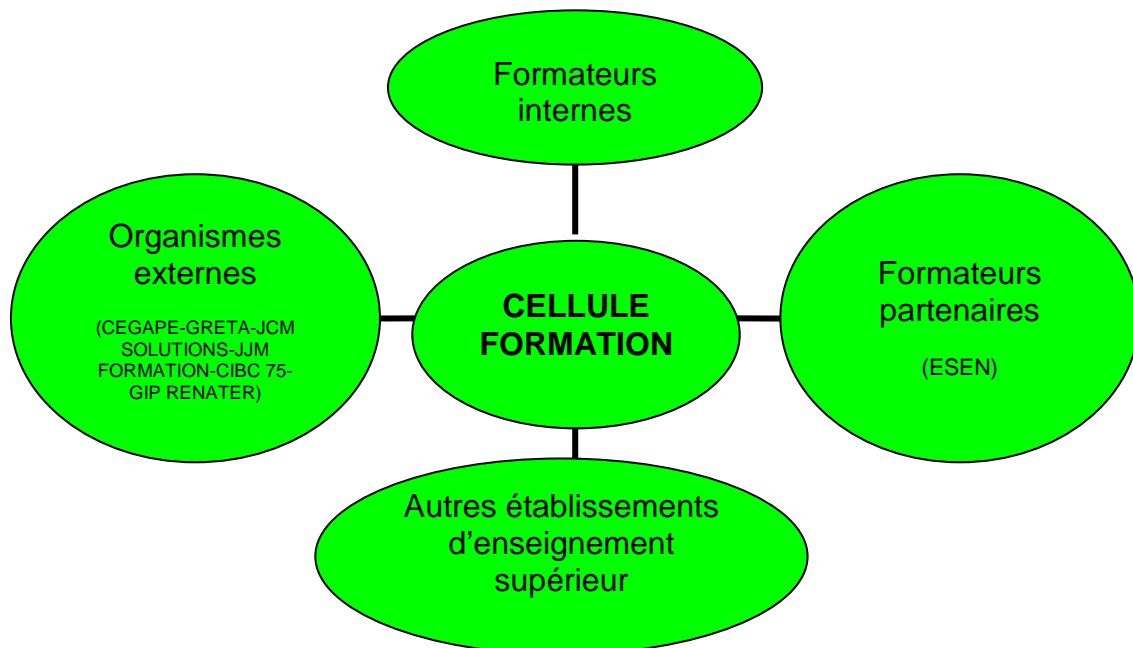 Formateurs
internes
Organismes
externes
(CEGAPE-GRETA-JCM
SOLUTIONS-JJM
FORMATION-CIBC 75-
GIP RENATER)
CELLULE
FORMATION
Formateurs
partenaires
(ESEN)
Autres établissements
d’enseignement
supérieur